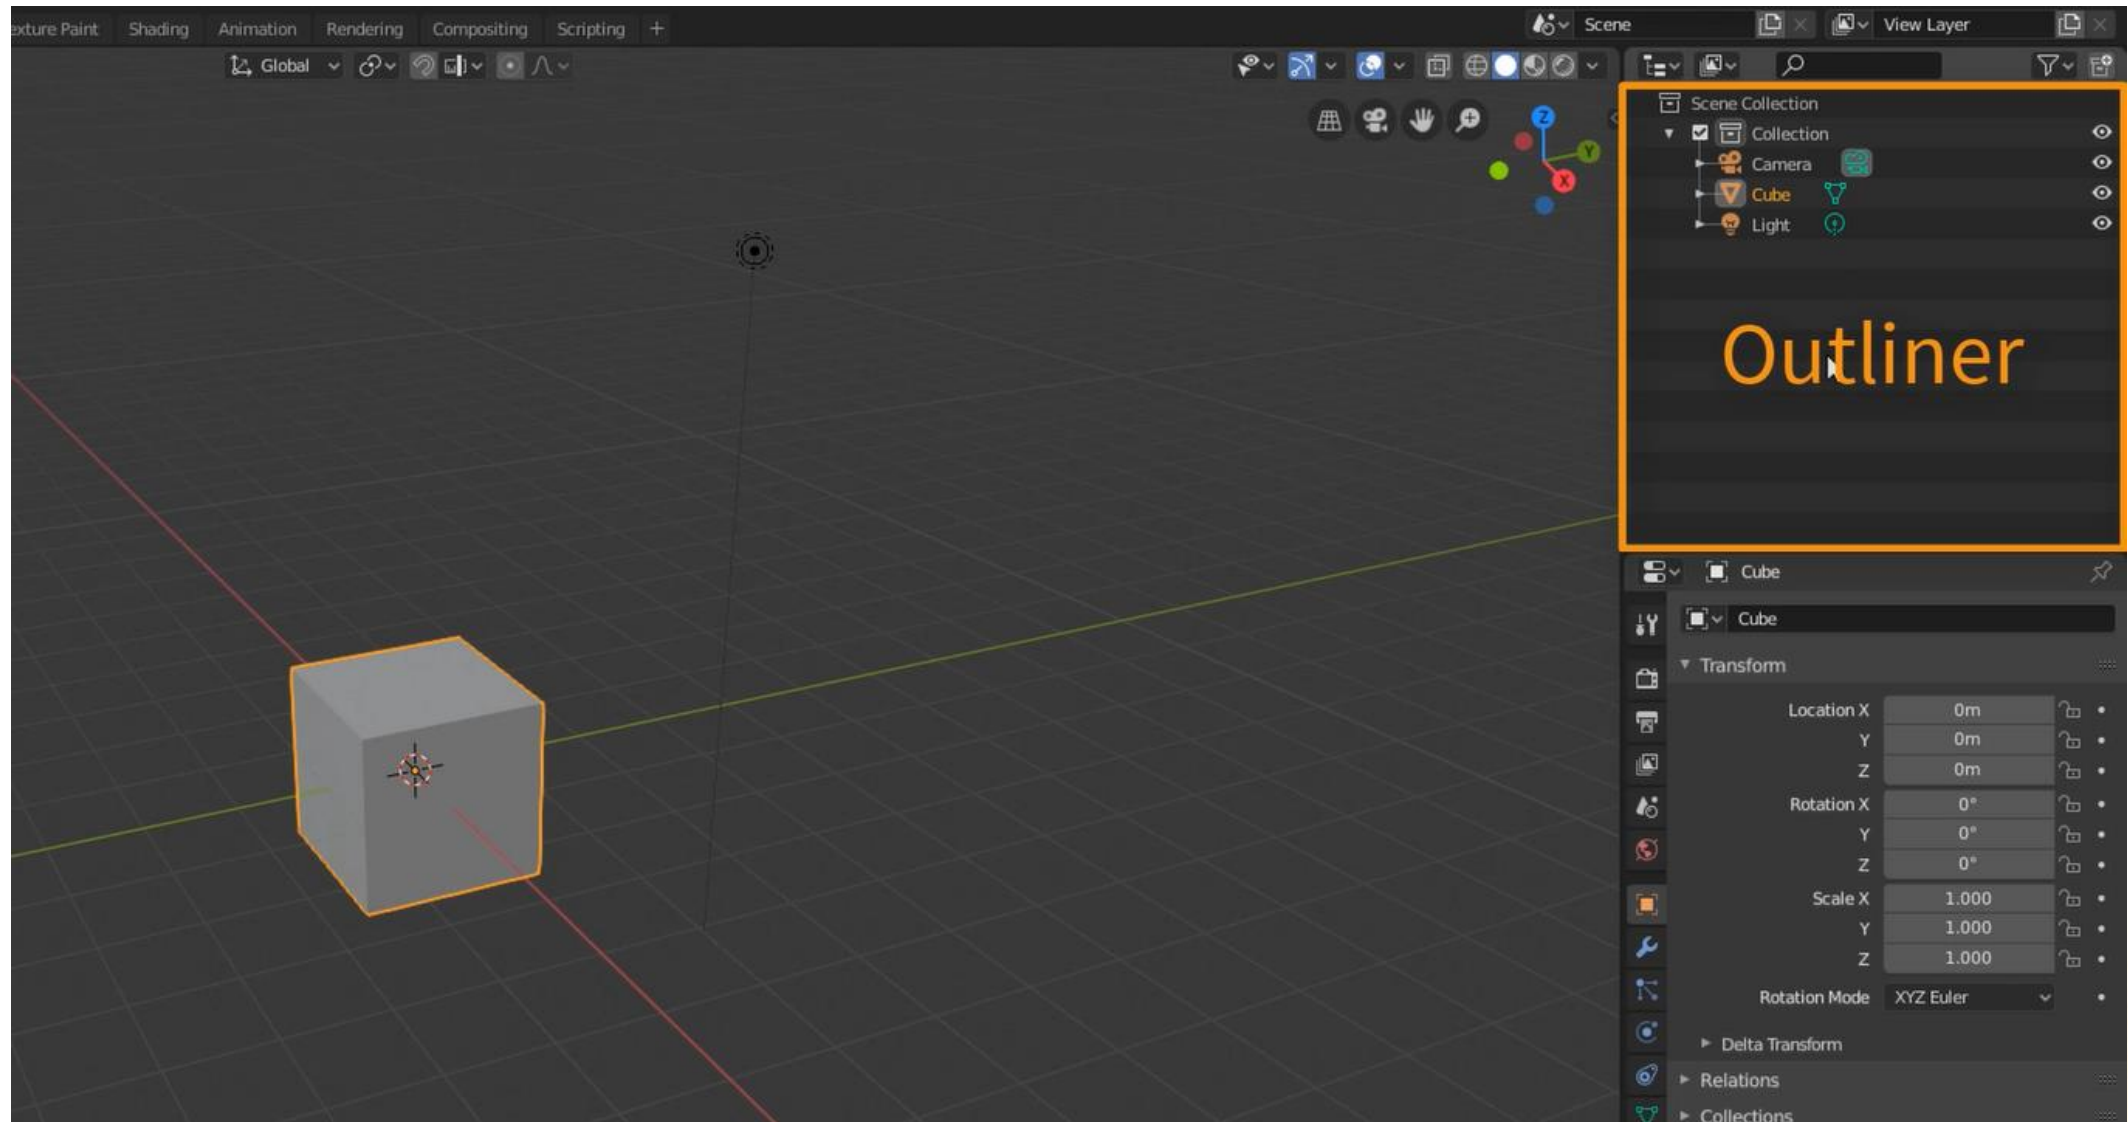 exture Paint Shading Animation Rendering Compositing Scripting + Scene View Layer
Global
Scene Collection
Collection
Camera
Cube
Light
Outliner
Z
Y
X
Cube
Cube
Transform
Location X 0m
Y 0m
Z 0m
Rotation X 0°
Y 0°
Z 0°
Scale X 1.000
Y 1.000
Z 1.000
Rotation Mode XYZ Euler
Delta Transform
Relations
Collections